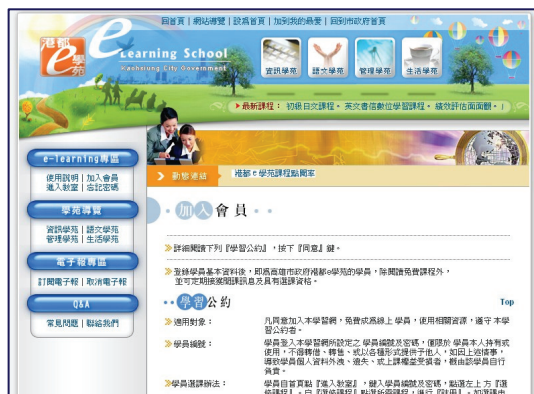 回首頁 | 網站導覽 | 設為首頁 | 加到我的最愛 | 回到市政府首頁
港都
e
學苑
e Learning School
Kaohsiung City Government
資訊學苑 語文學苑 管理學苑 生活學苑
最新課程： 初級日文課程。 英文書信數位學習課程。 績效評估面面觀。
e-learning專區
使用說明 | 加入會員
進入教室 | 忘記密碼
學苑導覽
資訊學苑 | 語文學苑
管理學苑 | 生活學苑
電子報專區
訂閱電子報 | 取消電子報
Q&A
常見問題 | 聯絡我們
動態連結
港都e學苑課程點閱率
加入會員
詳細閱讀下列『學習公約』，按下『同意』鍵。
登錄學員基本資料後，即為高雄市政府港都e學苑的學員，除閱讀免費課程外，
並可定期接獲開課訊息及具有選課資格。
學習公約
Top
適用對象：
凡同意加入本學習網，免費成為線上學員，使用相關資源，遵守本學
習公約者。
學員編號：
學員登入本學習網所設定之學員編號及密碼，僅限於學員本人持有或
使用，不得轉借、轉售、或以各種形式提供予他人，如因上述情事，
導致學員個人資料外洩、遺失、或上課權益受損者，概由該學員自行
負責。
學員選課辦法：
學員自首頁點『進入教室』，鍵入學員編號及密碼，點選左上方『選